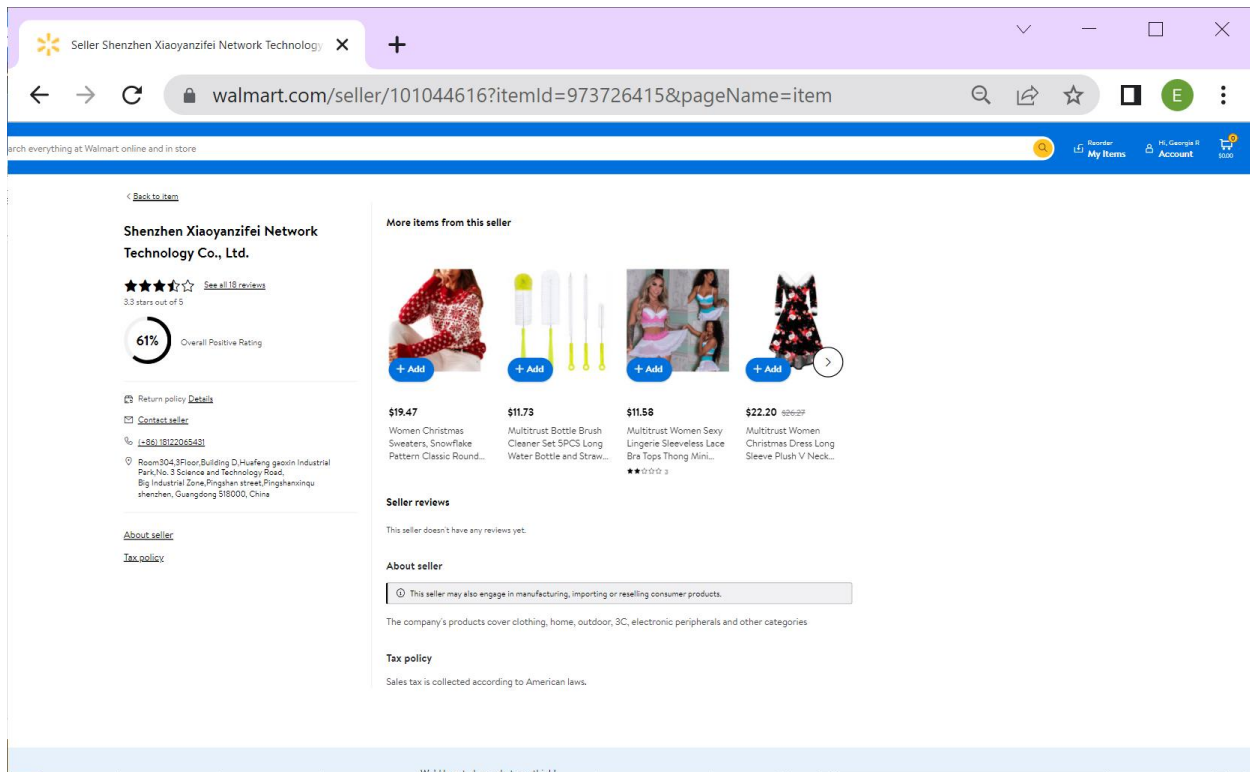 Seller Shenzhen Xiaoyanzifei Network Technology
walmart.com/seller/101044616?itemId=973726415&pageName=item
E
arch everything at Walmart online and in store
Reorder
My Items
Hi, Georgia R
Account
0
$0.00
< Back to item
Shenzhen Xiaoyanzifei Network
Technology Co., Ltd.
See all 18 reviews
3.3 stars out of 5
61%
Overall Positive Rating
Return policy Details
Contact seller
(+86) 18122065431
Room304,3Floor,Building D,Huafeng gaoxin Industrial
Park,No. 3 Science and Technology Road,
Big Industrial Zone,Pingshan street,Pingshanxinqu
shenzhen, Guangdong 518000, China
About seller
Tax policy
More items from this seller
+ Add
+ Add
+ Add
+ Add
$19.47
Women Christmas
Sweaters, Snowflake
Pattern Classic Round...
$11.73
Multitrust Bottle Brush
Cleaner Set 5PCS Long
Water Bottle and Straw...
$11.58
Multitrust Women Sexy
Lingerie Sleeveless Lace
Bra Tops Thong Mini...
3
$22.20 $26.27
Multitrust Women
Christmas Dress Long
Sleeve Plush V Neck...
Seller reviews
This seller doesn't have any reviews yet.
About seller
This seller may also engage in manufacturing, importing or reselling consumer products.
The company's products cover clothing, home, outdoor, 3C, electronic peripherals and other categories
Tax policy
Sales tax is collected according to American laws.